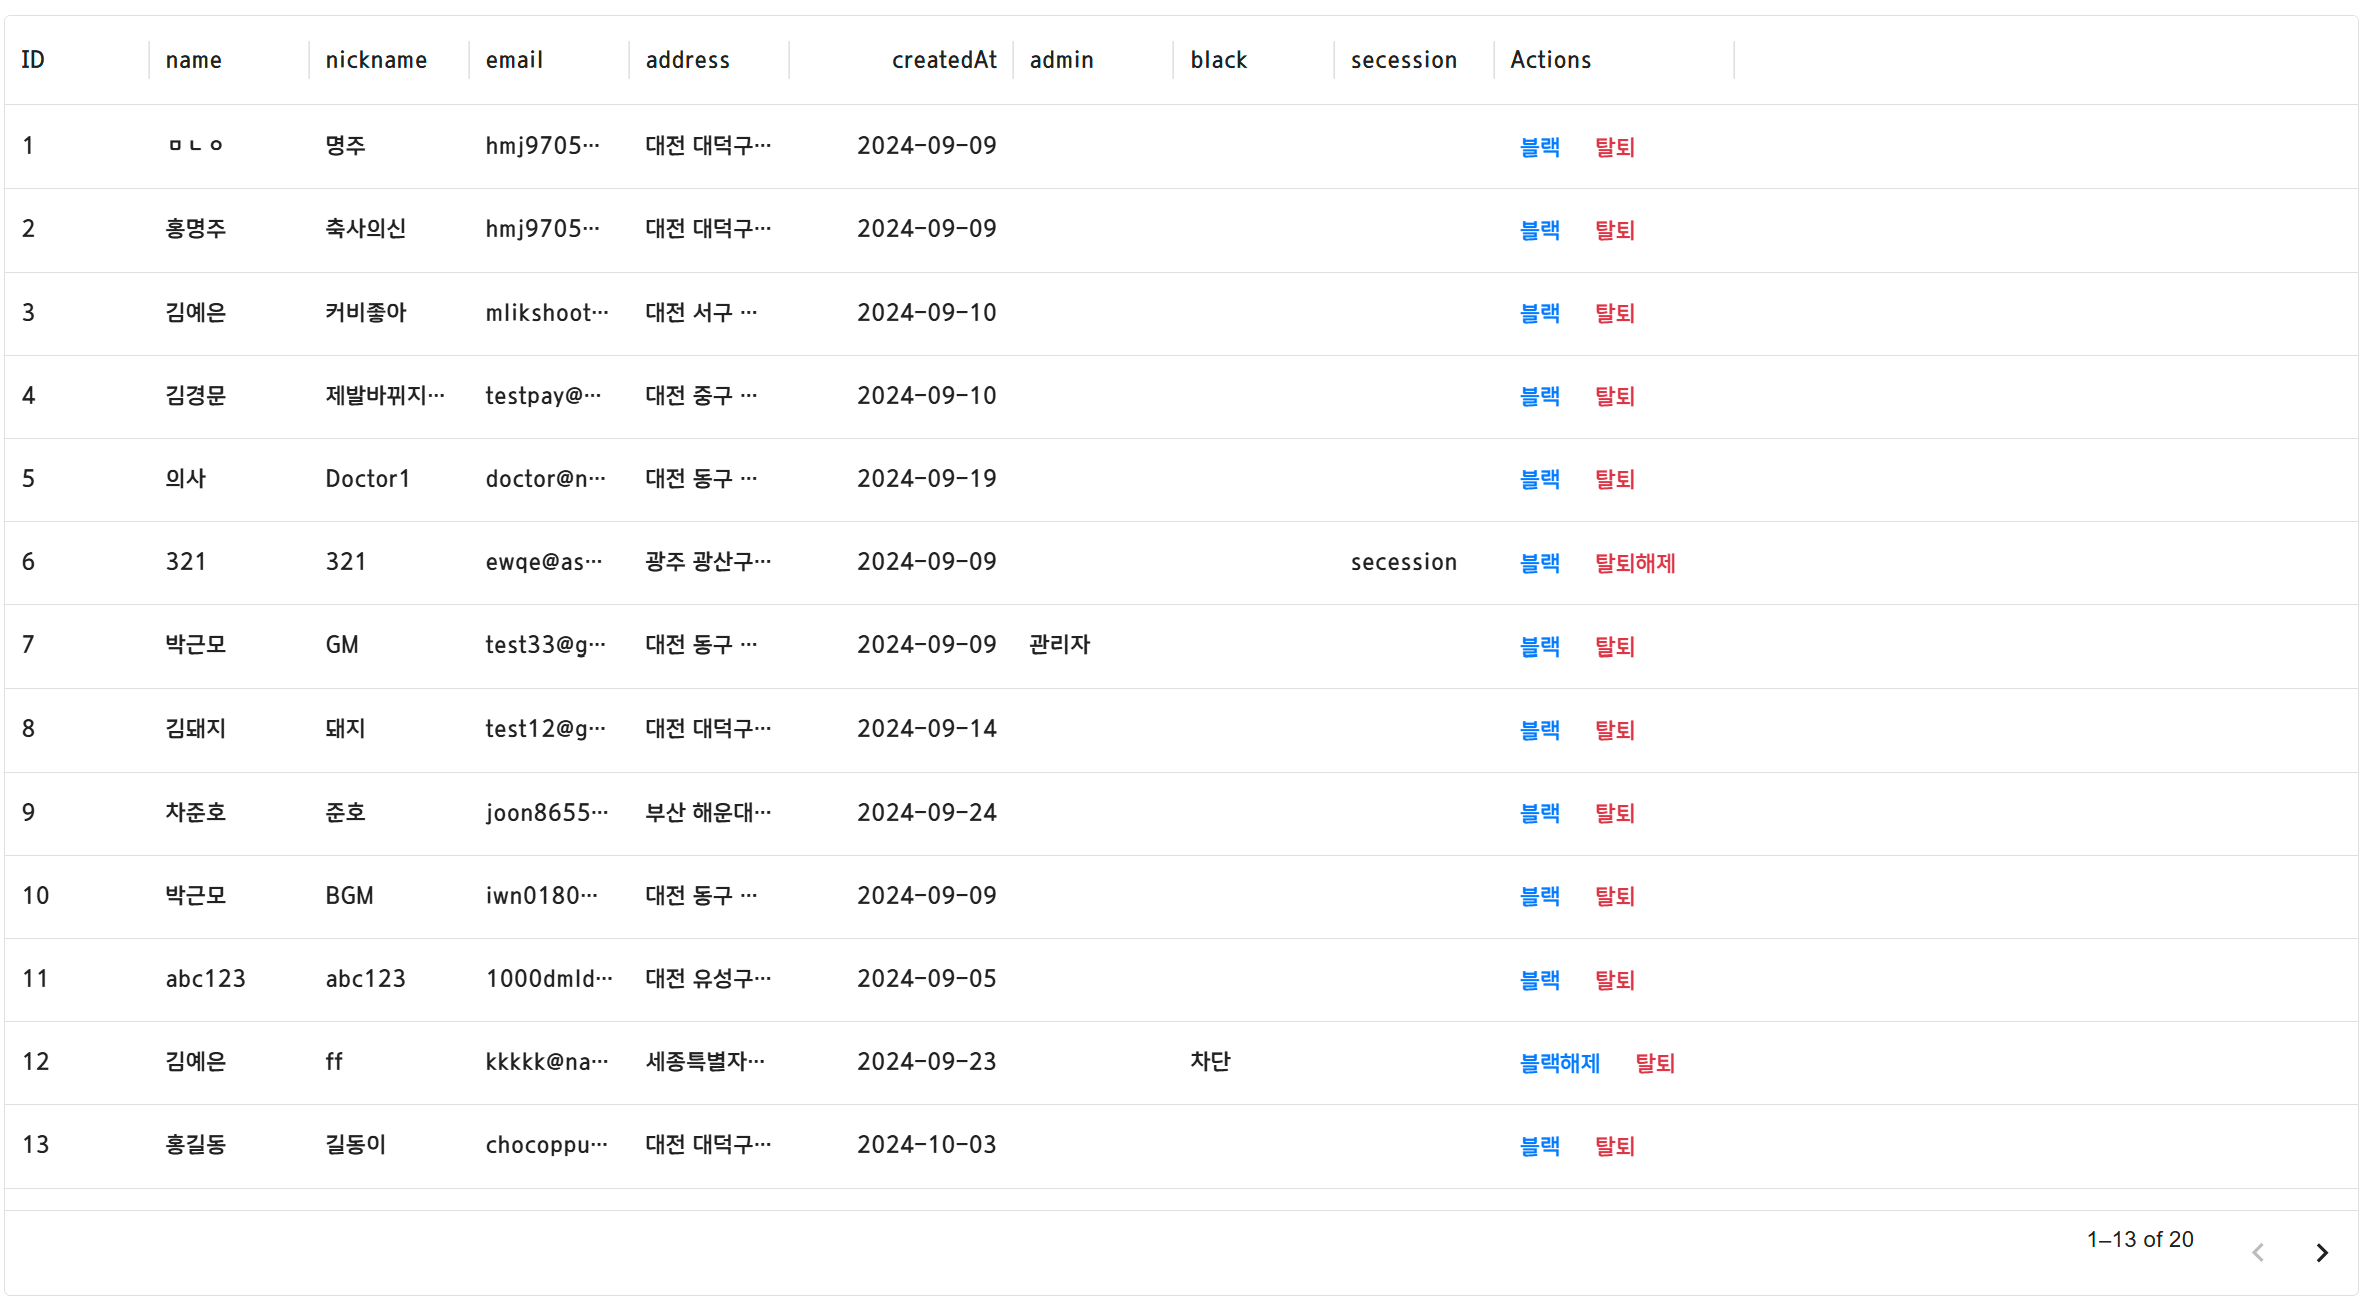 ID name nickname email address createdAt admin black secession Actions
1 ㅁㄴㅇ 명주 hmj9705… 대전 대덕구… 2024-09-09 블랙 탈퇴
2 홍명주 축사의신 hmj9705… 대전 대덕구… 2024-09-09 블랙 탈퇴
3 김예은 커비좋아 mlikshoot… 대전 서구 … 2024-09-10 블랙 탈퇴
4 김경문 제발바뀌지… testpay@… 대전 중구 … 2024-09-10 블랙 탈퇴
5 의사 Doctor1 doctor@n… 대전 동구 … 2024-09-19 블랙 탈퇴
6 321 321 ewqe@as… 광주 광산구… 2024-09-09 secession 블랙 탈퇴해제
7 박근모 GM test33@g… 대전 동구 … 2024-09-09 관리자 블랙 탈퇴
8 김돼지 돼지 test12@g… 대전 대덕구… 2024-09-14 블랙 탈퇴
9 차준호 준호 joon8655… 부산 해운대… 2024-09-24 블랙 탈퇴
10 박근모 BGM iwn0180… 대전 동구 … 2024-09-09 블랙 탈퇴
11 abc123 abc123 1000dmld… 대전 유성구… 2024-09-05 블랙 탈퇴
12 김예은 ff kkkkk@na… 세종특별자… 2024-09-23 차단 블랙해제 탈퇴
13 홍길동 길동이 chocoppu… 대전 대덕구… 2024-10-03 블랙 탈퇴
1–13 of 20